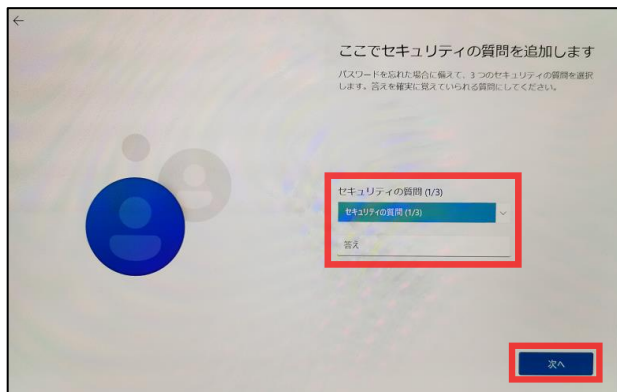 ここでセキュリティの質問を追加します
パスワードを忘れた場合に備えて、3 つのセキュリティの質問を選択
します。答えを確実に覚えていられる質問にしてください。
セキュリティの質問 (1/3)
セキュリティの質問 (1/3)
答え
次へ